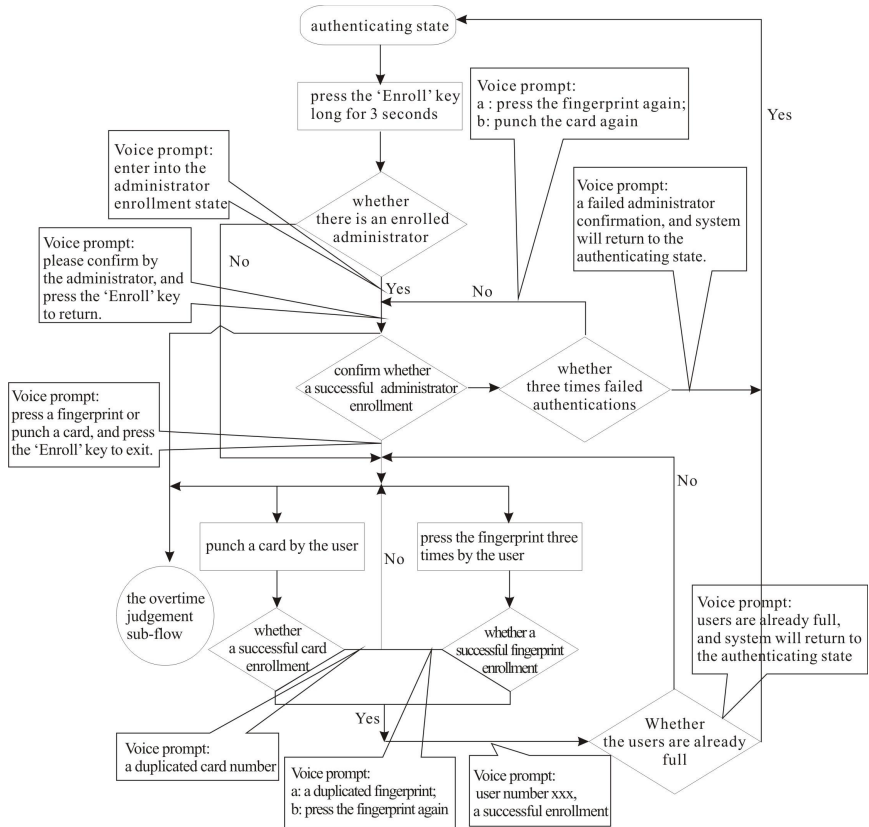 authenticating state
press the ‘Enroll’ key
long for 3 seconds
Voice prompt:
a : press the fingerprint again;
b: punch the card again
Yes
Voice prompt:
enter into the
administrator
enrollment state
whether
there is an enrolled
administrator
Voice prompt:
a failed administrator
confirmation, and system
will return to the
authenticating state.
Voice prompt:
please confirm by
the administrator, and
press the ‘Enroll’ key
to return.
No
Yes
No
confirm whether
a successful administrator
enrollment
whether
three times failed
authentications
Voice prompt:
press a fingerprint or
punch a card, and press
the ‘Enroll’ key to exit.
No
punch a card by the user
No
press the fingerprint three
times by the user
the overtime
judgement
sub-flow
whether
a successful card
enrollment
whether a
successful fingerprint
enrollment
Voice prompt:
users are already full,
and system will return to
the authenticating state
Yes
Whether
the users are already
full
Voice prompt:
a duplicated card number
Voice prompt:
a: a duplicated fingerprint;
b: press the fingerprint again
Voice prompt:
user number xxx,
a successful enrollment